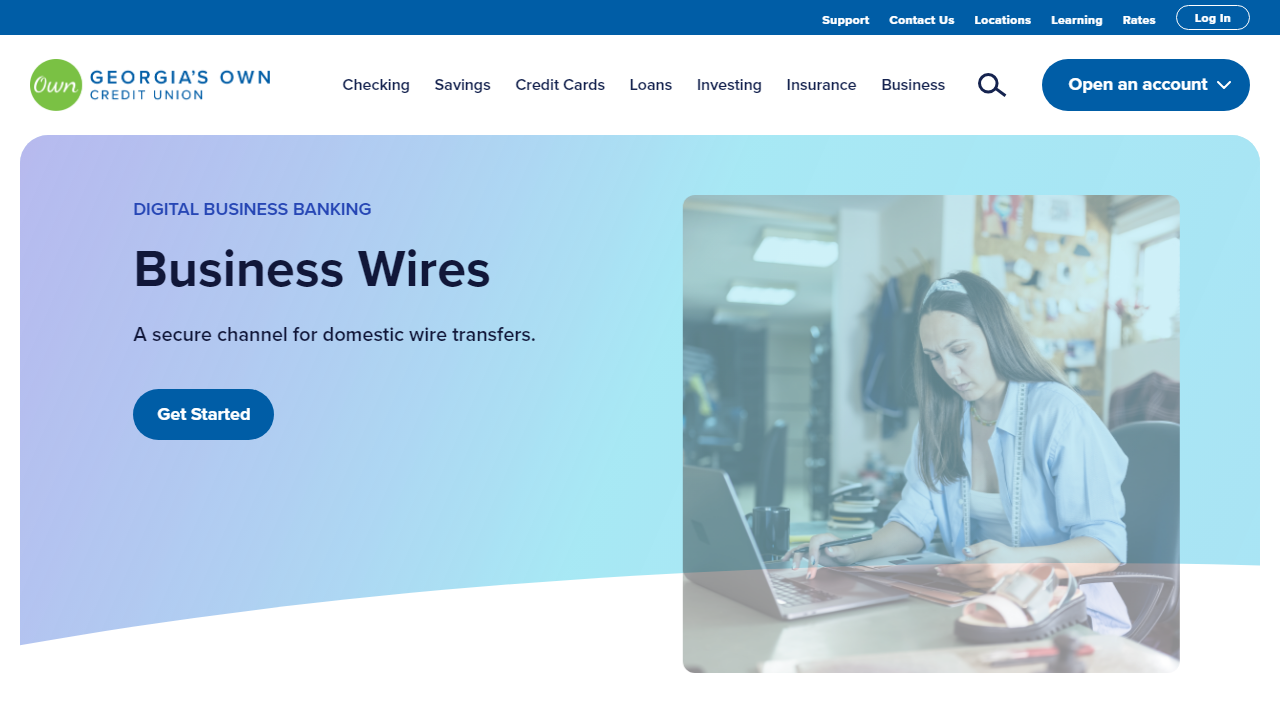 Support Contact Us Locations Learning Rates Log In
Own GEORGIA'S OWN
CREDIT UNION
Checking Savings Credit Cards Loans Investing Insurance Business Open an account
DIGITAL BUSINESS BANKING
Business Wires
A secure channel for domestic wire transfers.
Get Started